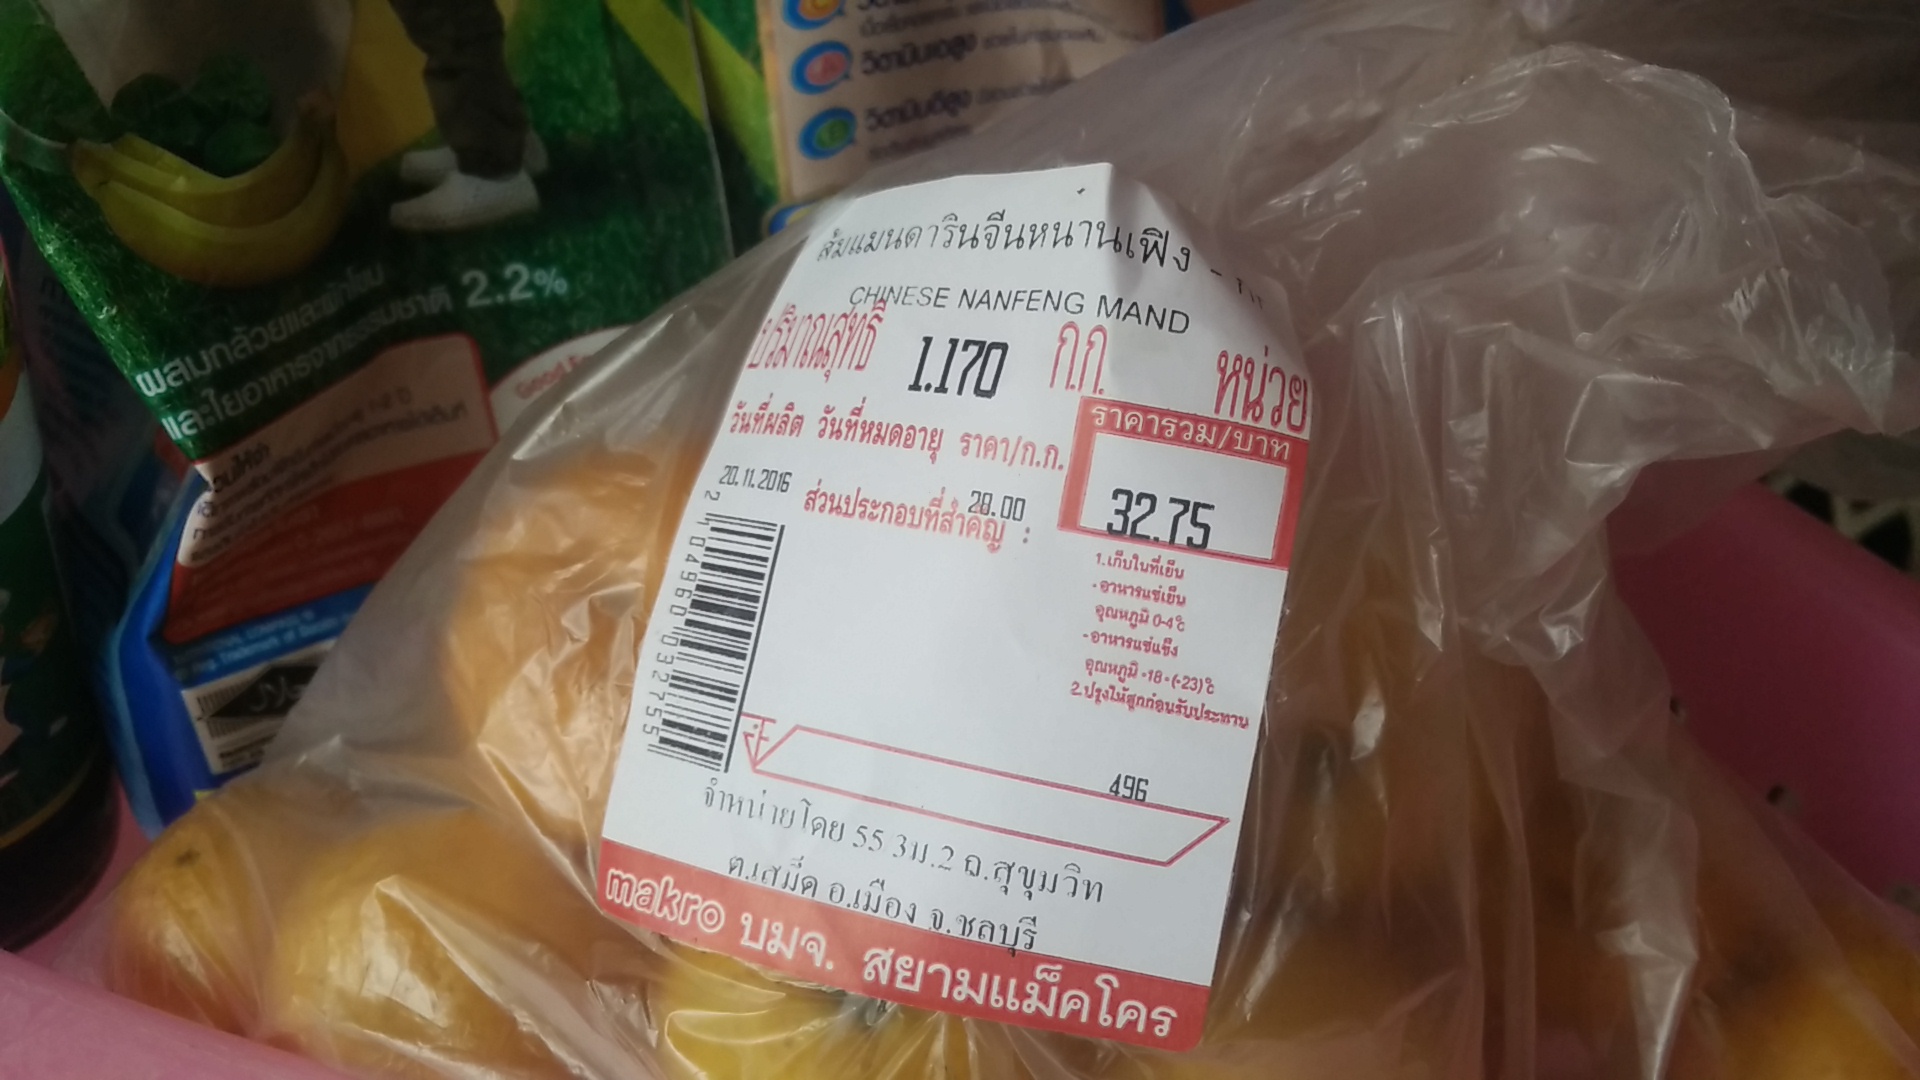 วิตามินเอสูง
วิตามินดีสูง
ผสมกล้วยและผักโขม
และใยอาหารจากธรรมชาติ 2.2%
ส้มแมนดารินจีนหนานเฟิง -
CHINESE NANFENG MAND
ปริมาณสุทธิ 1.170 ก.ก. หน่วย
วันที่ผลิต วันที่หมดอายุ ราคา/ก.ก. ราคารวม/บาท
20.11.2016 28.00 32.75
ส่วนประกอบที่สำคัญ :
1.เก็บในที่เย็น
-อาหารแช่เย็น
อุณหภูมิ 0-4°c
-อาหารแช่แข็ง
อุณหภูมิ -18-(-23)°c
2.ปรุงให้สุกก่อนรับประทาน
2 104960 032755
496
จำหน่ายโดย 55 3ม.2 ถ.สุขุมวิท
ต.เสม็ด อ.เมือง จ.ชลบุรี
makro บมจ. สยามแม็คโคร